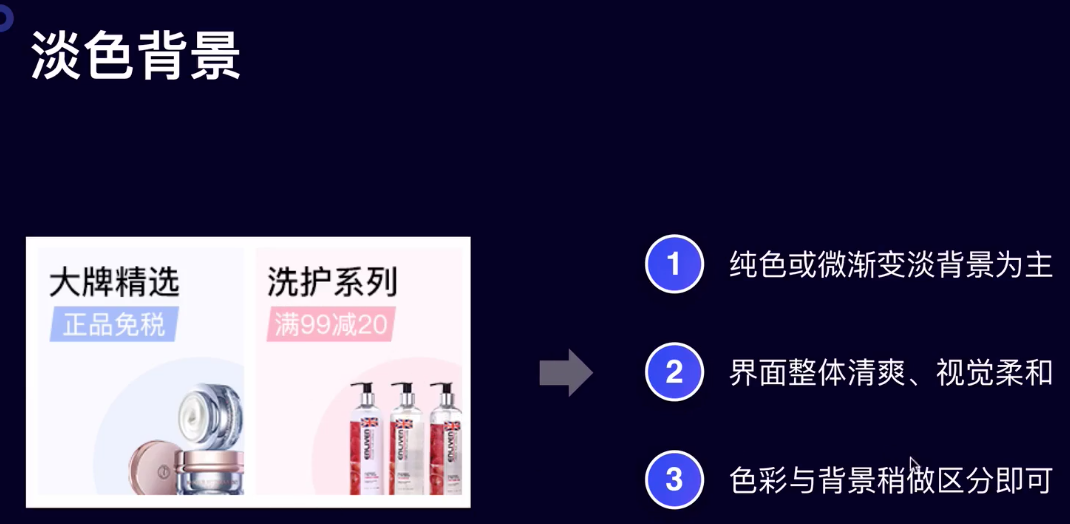 淡色背景
大牌精选
正品免税
洗护系列
满99减20
ENLIVEN
ENLIVEN
ENLIVEN
1
纯色或微渐变淡背景为主
2
界面整体清爽、视觉柔和
3
色彩与背景稍做区分即可